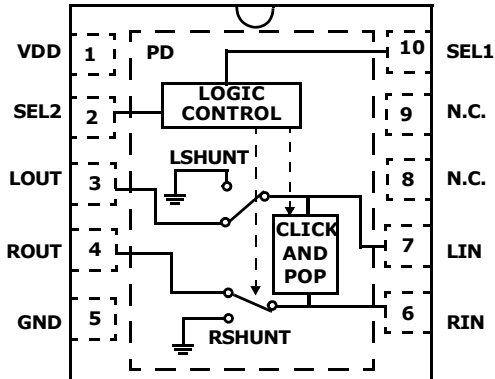 VDD 1 PD 10 SEL1
SEL2 2 LOGIC CONTROL 9 N.C.
LSHUNT
LOUT 3 8 N.C.
ROUT 4 CLICK AND POP 7 LIN
GND 5 RSHUNT 6 RIN